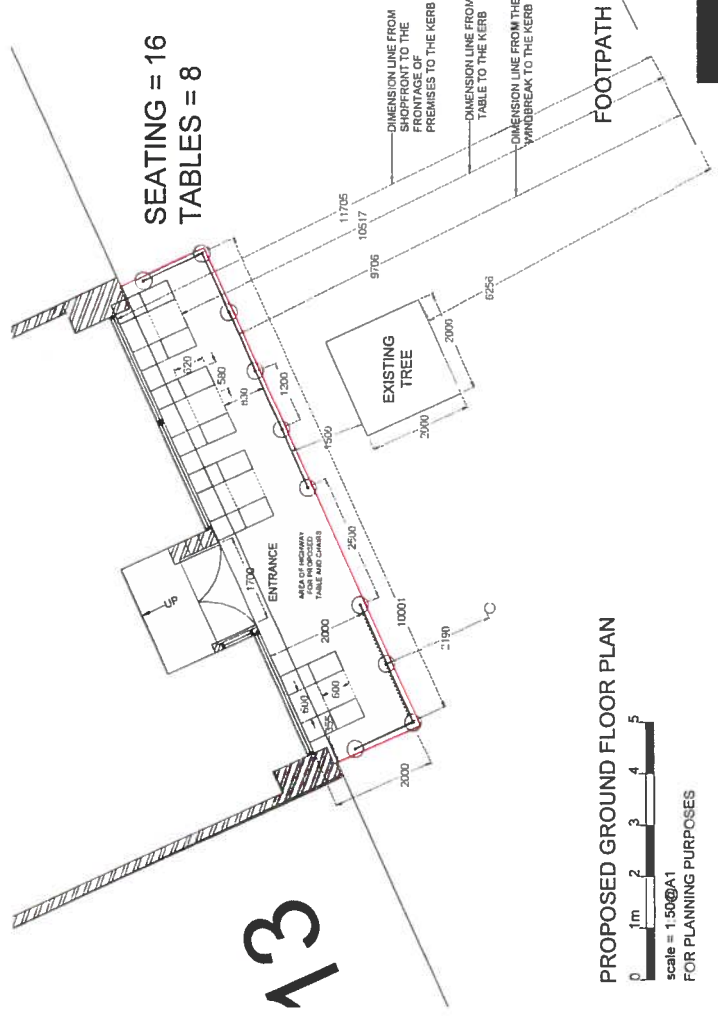 SEATING = 16
TABLES = 8
DIMENSION LINE FROM
SHOPFRONT TO THE
FRONTAGE OF
PREMISES TO THE KERB
DIMENSION LINE FROM
TABLE TO THE KERB
DIMENSION LINE FROM THE
WINDBREAK TO THE KERB
FOOTPATH
11705
10517
9706
6256
620
580
830
1200
1500
EXISTING
TREE
2000
2000
UP
1700
ENTRANCE
AREA OF HIGHWAY
FOR PROPOSED
TABLE AND CHAIRS
2500
2000
10001
2190
600
600
2000
13
PROPOSED GROUND FLOOR PLAN
0 1m 2 3 4 5
scale = 1:50@A1
FOR PLANNING PURPOSES